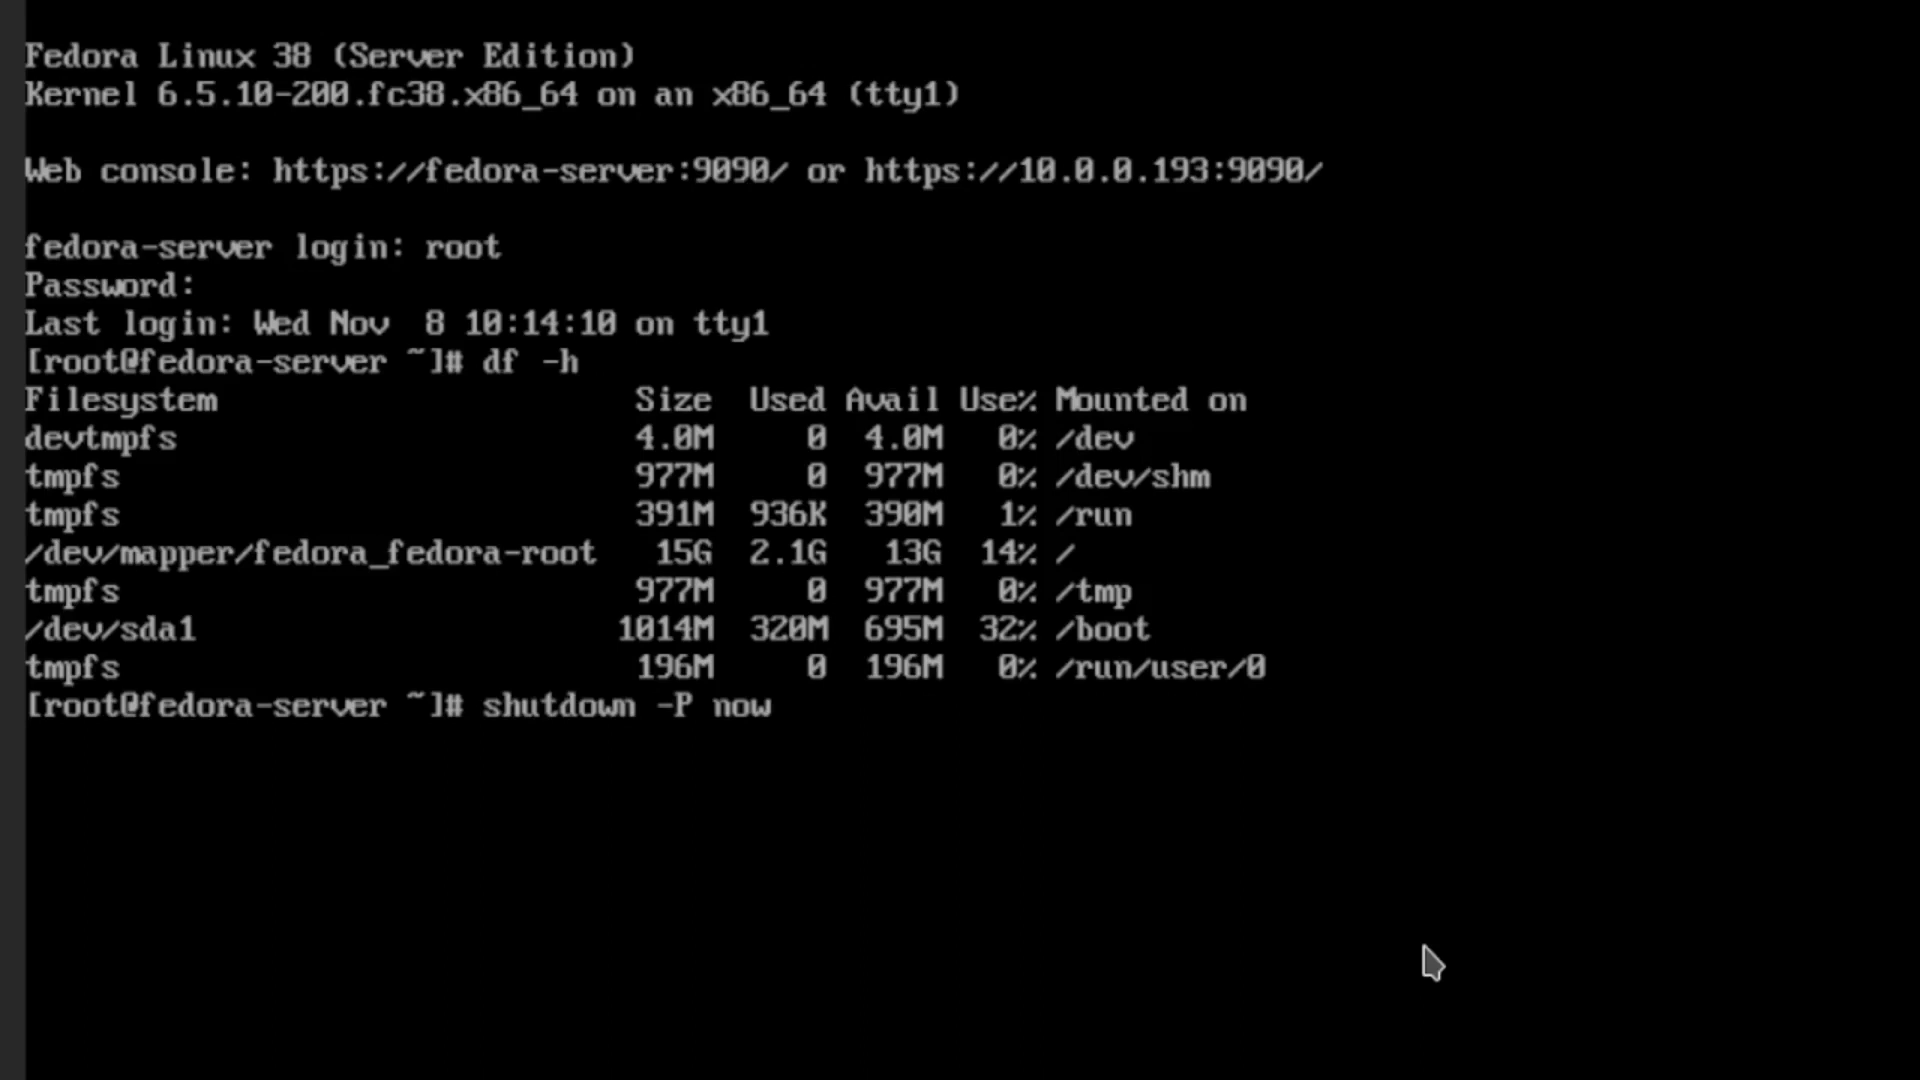 Fedora Linux 38 (Server Edition)
Kernel 6.5.10-200.fc38.x86_64 on an x86_64 (tty1)
Web console: https://fedora-server:9090/ or https://10.0.0.193:9090/
fedora-server login: root
Password:
Last login: Wed Nov  8 10:14:10 on tty1
[root@fedora-server ~]# df -h
Filesystem                      Size  Used Avail Use% Mounted on
devtmpfs                        4.0M     0  4.0M   0% /dev
tmpfs                           977M     0  977M   0% /dev/shm
tmpfs                           391M  936K  390M   1% /run
/dev/mapper/fedora_fedora-root   15G  2.1G   13G  14% /
tmpfs                           977M     0  977M   0% /tmp
/dev/sda1                      1014M  320M  695M  32% /boot
tmpfs                           196M     0  196M   0% /run/user/0
[root@fedora-server ~]# shutdown -P now